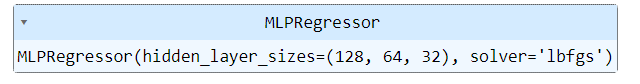 MLPRegressor
MLPRegressor(hidden_layer_sizes=(128, 64, 32), solver='lbfgs')